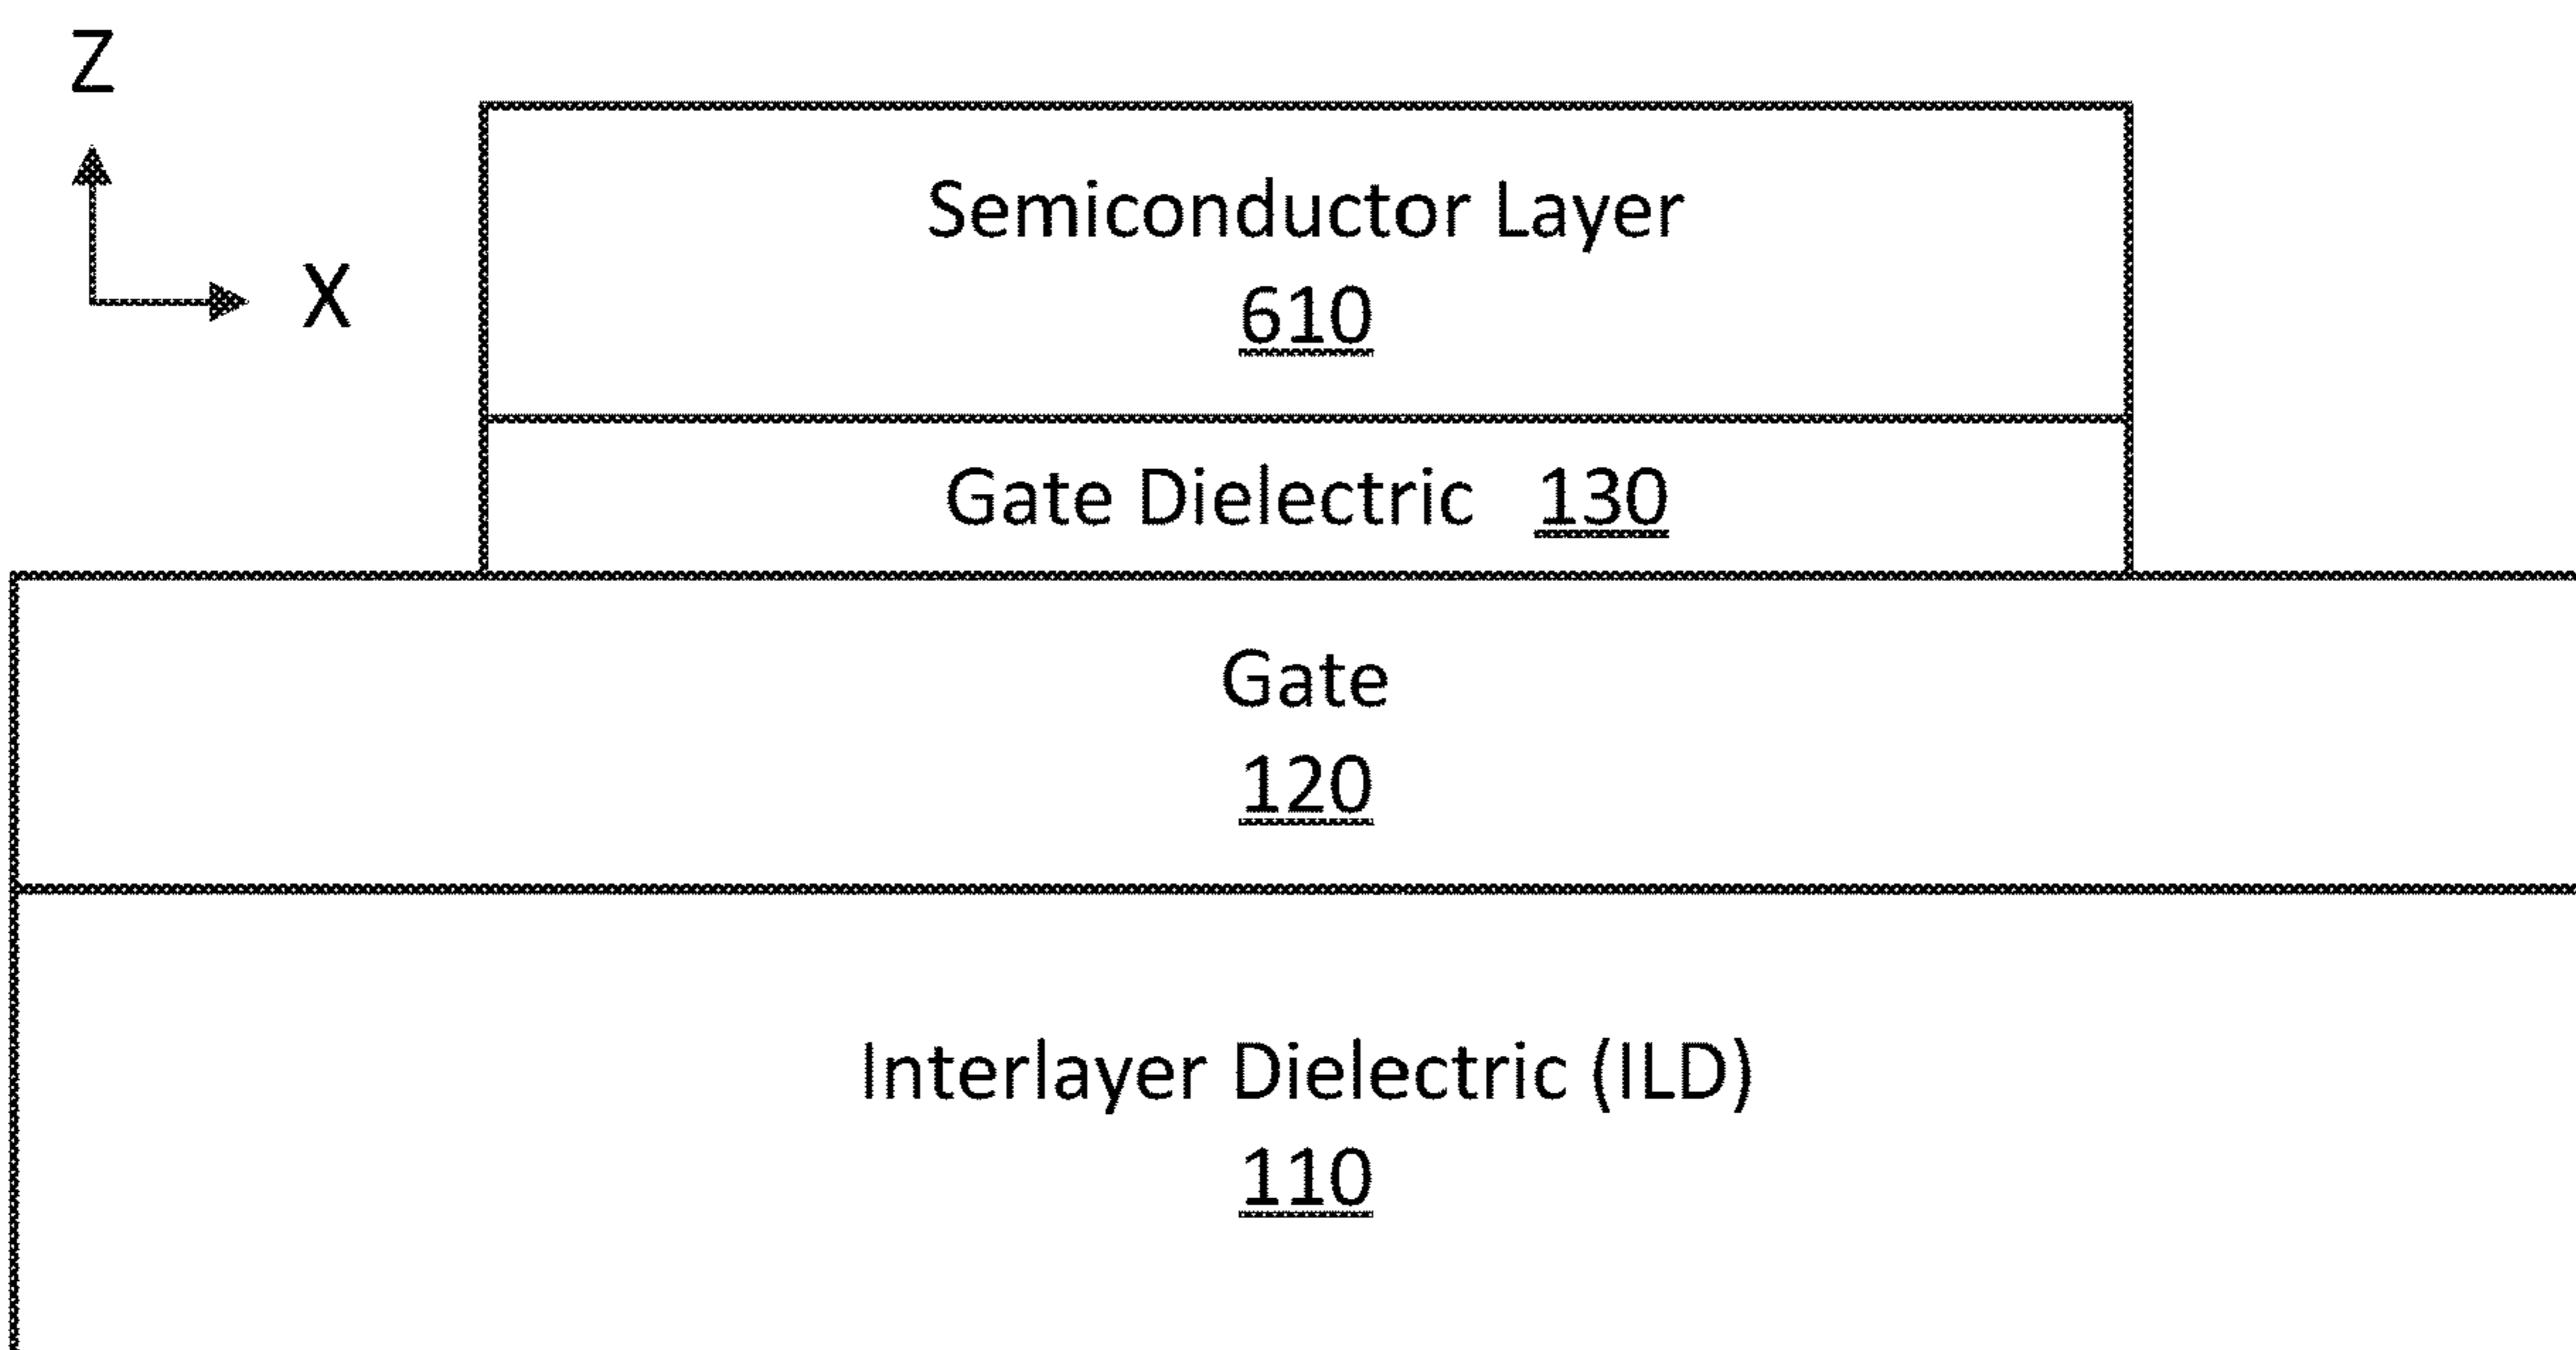 Z
X
Semiconductor Layer
610
Gate Dielectric 130
Gate
120
Interlayer Dielectric (ILD)
110